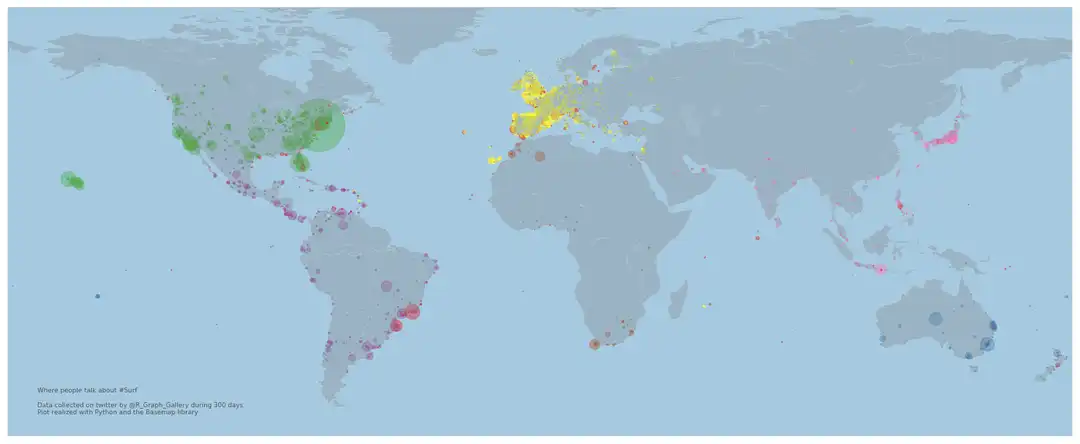 Where people talk about #Surf
Data collected on twitter by @R_Graph_Gallery during 300 days
Plot realized with Python and the Basemap library